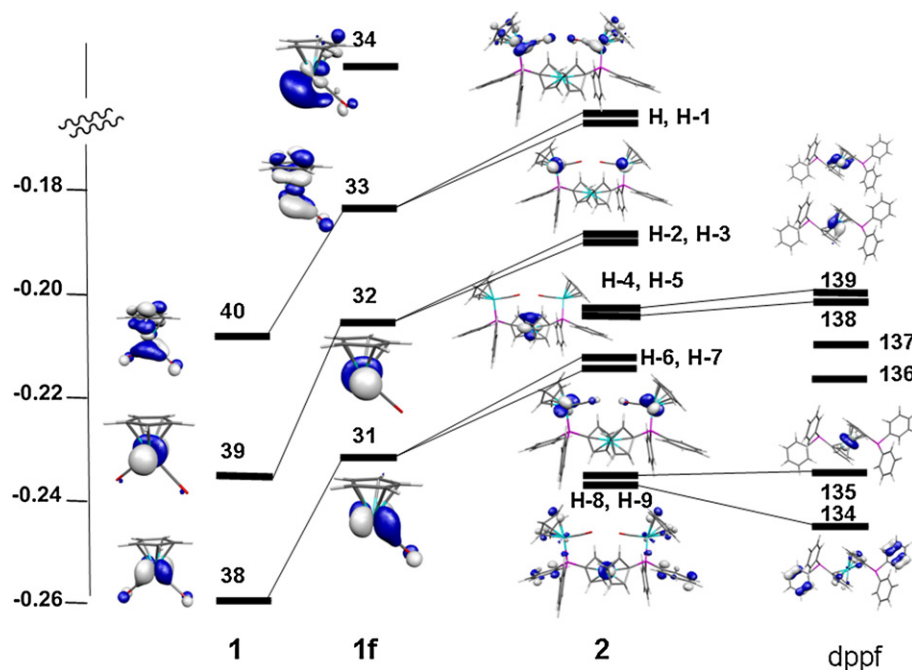 34
H, H-1
-0.18
33
H-2, H-3
-0.20
40
32
H-4, H-5
139
138
137
-0.22
H-6, H-7
136
39
31
-0.24
H-8, H-9
135
134
38
-0.26
1
1f
2
dppf